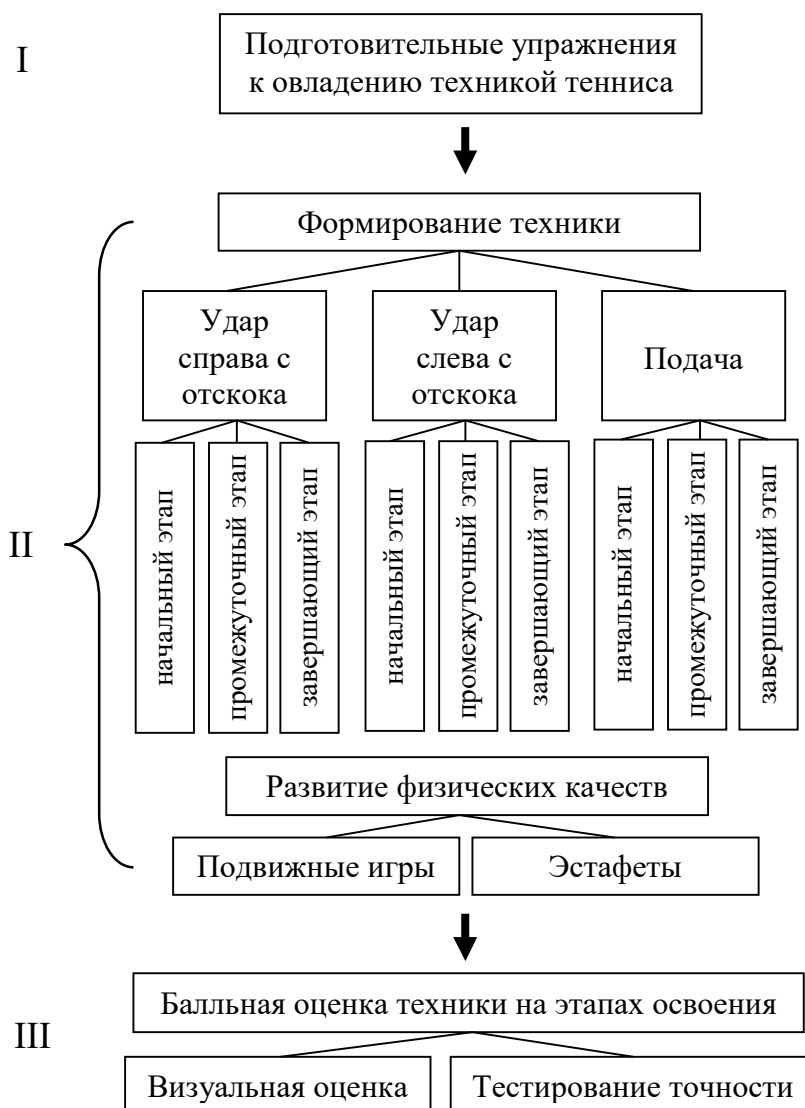 I
Подготовительные упражнения
к овладению техникой тенниса
II
Формирование техники
Удар
справа с
отскока
Удар
слева с
отскока
Подача
начальный этап
промежуточный этап
завершающий этап
начальный этап
промежуточный этап
завершающий этап
начальный этап
промежуточный этап
завершающий этап
Развитие физических качеств
Подвижные игры
Эстафеты
III
Балльная оценка техники на этапах освоения
Визуальная оценка
Тестирование точности